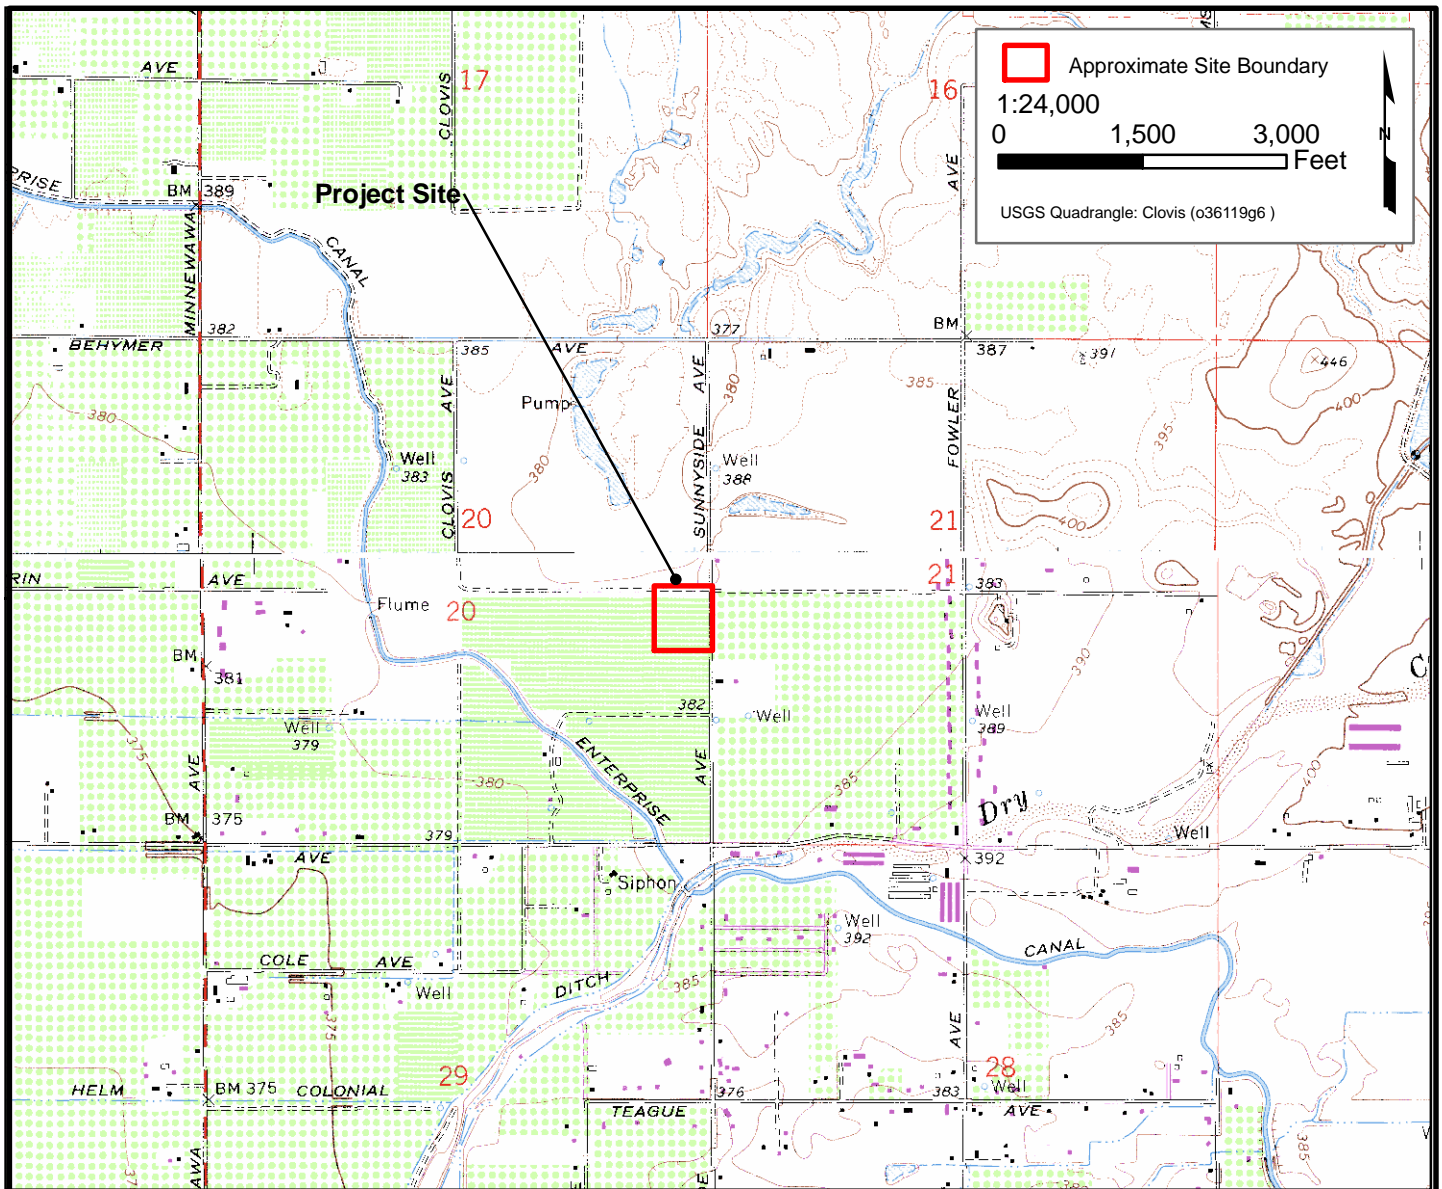 AVE
CLOVIS
17
16
Approximate Site Boundary
1:24,000
0 1,500 3,000
Feet
N
USGS Quadrangle: Clovis (o36119g6 )
PRISE
BM 389
Project Site
AVE
CANAL
MINNEWAWA
382
BEHYMER
385
AVE
377
BM
387
391
446
400
380
Pump
AVE
380
385
395
Well
383
CLOVIS
AVE
380
SUNNYSIDE
Well
388
FOWLER
400
20
21
RIN
AVE
Flume
20
21
383
BM
381
390
C
382
Well
Well
379
Well
389
375
380
ENTERPRISE
AVE
385
400
AVE
BM 375
379
Dry
Well
AVE
392
Siphon
Well
392
COLE AVE
Well
DITCH
385
CANAL
375
385
AVE
29
28
HELM
BM 375
COLONIAL
Well
376
383
TEAGUE
AVE
385
AWA